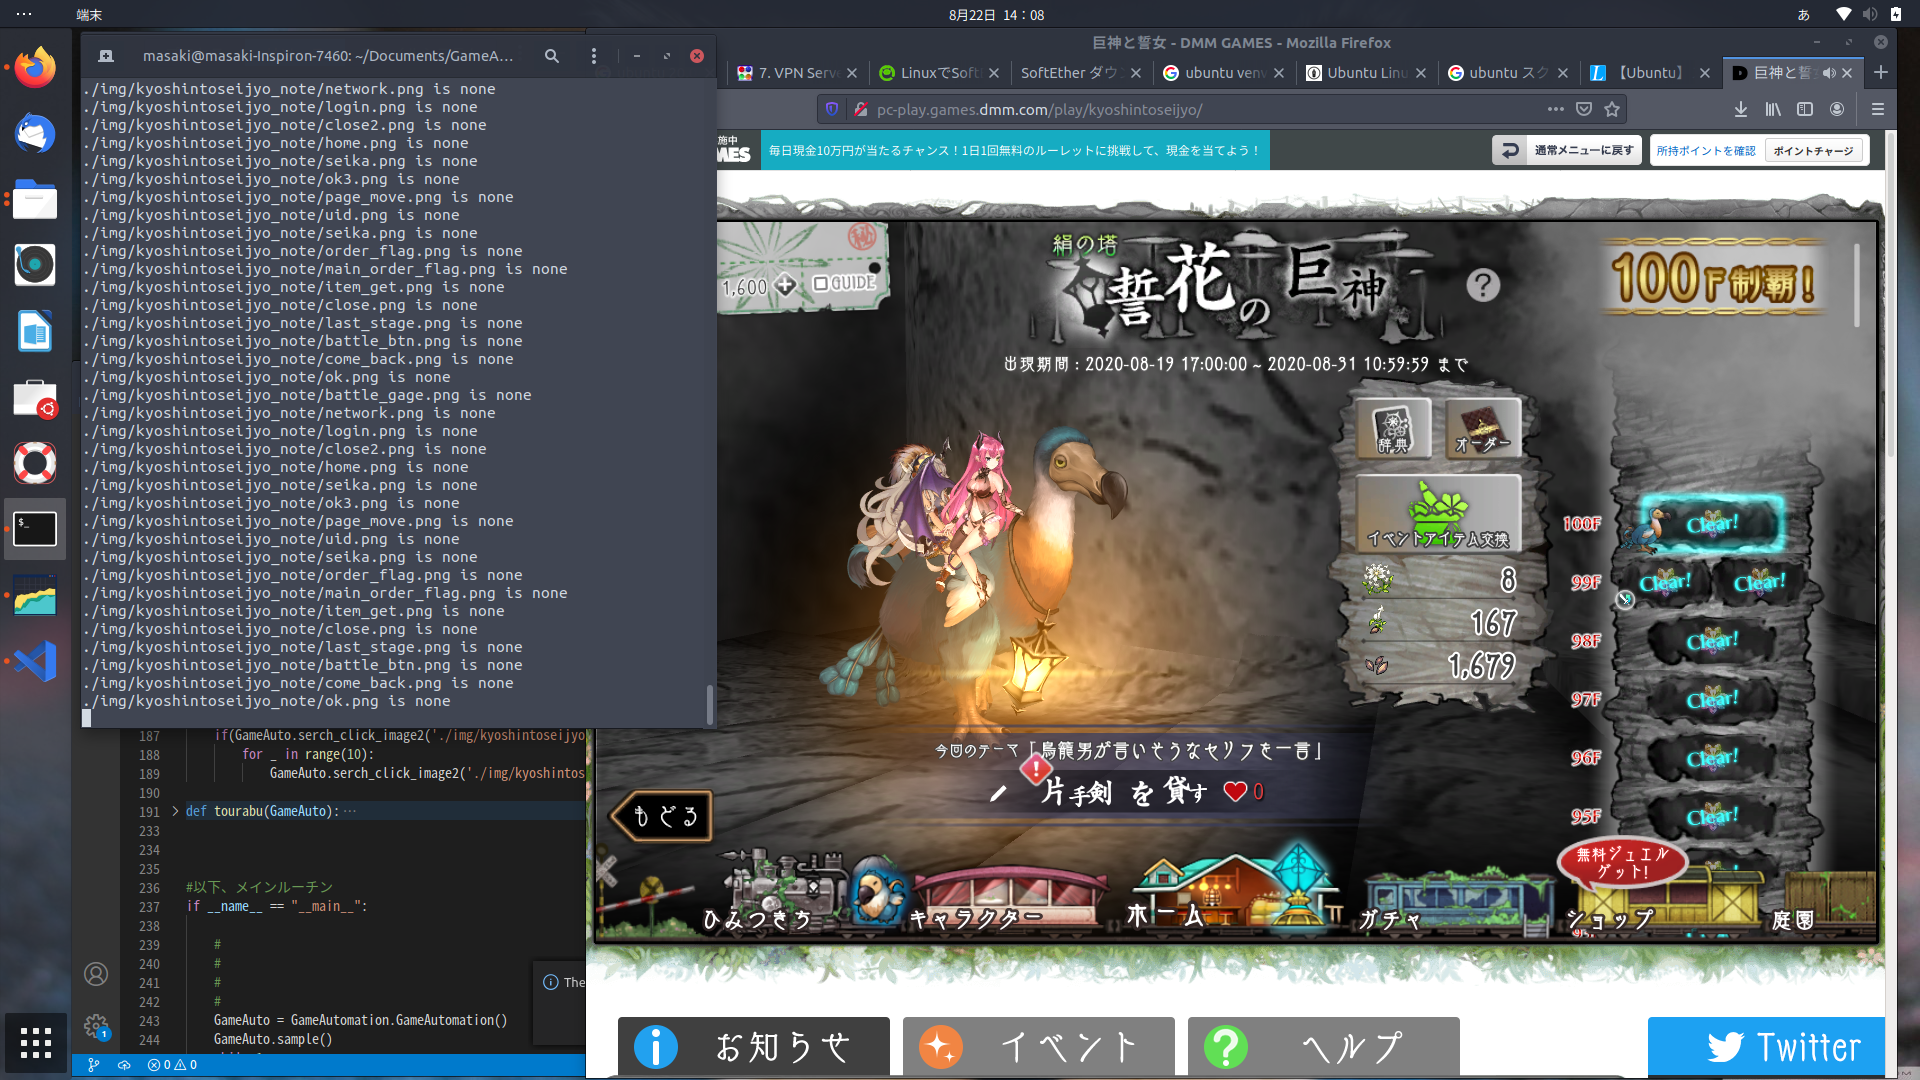 端末
8月22日 14：08
あ
masaki@masaki-Inspiron-7460: ~/Documents/GameA...
./img/kyoshintoseijyo_note/network.png is none
./img/kyoshintoseijyo_note/login.png is none
./img/kyoshintoseijyo_note/close2.png is none
./img/kyoshintoseijyo_note/home.png is none
./img/kyoshintoseijyo_note/seika.png is none
./img/kyoshintoseijyo_note/ok3.png is none
./img/kyoshintoseijyo_note/page_move.png is none
./img/kyoshintoseijyo_note/uid.png is none
./img/kyoshintoseijyo_note/seika.png is none
./img/kyoshintoseijyo_note/order_flag.png is none
./img/kyoshintoseijyo_note/main_order_flag.png is none
./img/kyoshintoseijyo_note/item_get.png is none
./img/kyoshintoseijyo_note/close.png is none
./img/kyoshintoseijyo_note/last_stage.png is none
./img/kyoshintoseijyo_note/battle_btn.png is none
./img/kyoshintoseijyo_note/come_back.png is none
./img/kyoshintoseijyo_note/ok.png is none
./img/kyoshintoseijyo_note/battle_gage.png is none
./img/kyoshintoseijyo_note/network.png is none
./img/kyoshintoseijyo_note/login.png is none
./img/kyoshintoseijyo_note/close2.png is none
./img/kyoshintoseijyo_note/home.png is none
./img/kyoshintoseijyo_note/seika.png is none
./img/kyoshintoseijyo_note/ok3.png is none
./img/kyoshintoseijyo_note/page_move.png is none
./img/kyoshintoseijyo_note/uid.png is none
./img/kyoshintoseijyo_note/seika.png is none
./img/kyoshintoseijyo_note/order_flag.png is none
./img/kyoshintoseijyo_note/main_order_flag.png is none
./img/kyoshintoseijyo_note/item_get.png is none
./img/kyoshintoseijyo_note/close.png is none
./img/kyoshintoseijyo_note/last_stage.png is none
./img/kyoshintoseijyo_note/battle_btn.png is none
./img/kyoshintoseijyo_note/come_back.png is none
./img/kyoshintoseijyo_note/ok.png is none
187 if(GameAuto.serch_click_image2('./img/kyoshintoseijyo
188 for _ in range(10):
189 GameAuto.serch_click_image2('./img/kyoshintos
190
191 def tourabu(GameAuto):…
233
234
235
236 #以下、メインルーチン
237 if __name__ == "__main__":
238
239 #
240 #
241 #
242 #
243 GameAuto = GameAutomation.GameAutomation()
244 GameAuto.sample()
The
1
0 0
巨神と誓女 - DMM GAMES - Mozilla Firefox
7. VPN Serv
LinuxでSoft
SoftEther ダウン
ubuntu venv
Ubuntu Linu
ubuntu スク
【Ubuntu】
巨神と誓
pc-play.games.dmm.com/play/kyoshintoseijyo/
施中
MES
毎日現金10万円が当たるチャンス！1日1回無料のルーレットに挑戦して、現金を当てよう！
通常メニューに戻す
所持ポイントを確認
ポイントチャージ
秘
1,600
GUIDE
絹の塔
誓花の巨神
?
100F制覇!
出現期間：2020-08-19 17:00:00 ~ 2020-08-31 10:59:59 まで
辞典
オーダー
イベントアイテム交換
8
167
1,679
100F Clear!
99F Clear! Clear!
98F Clear!
97F Clear!
96F Clear!
95F Clear!
今回のテーマ「鳥籠男が言いそうなセリフを一言」
片手剣 を 貸す 0
もどる
無料ジュエル
ゲット!
ひみつきち
キャラクター
ホーム
ガチャ
ショップ
庭園
お知らせ
イベント
ヘルプ
Twitter